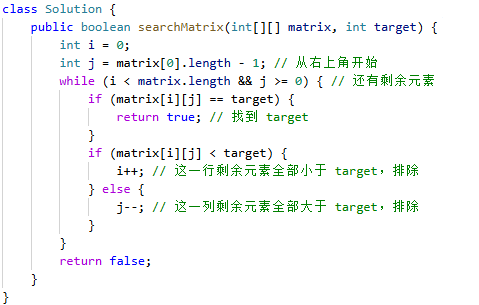 class Solution {
    public boolean searchMatrix(int[][] matrix, int target) {
        int i = 0;
        int j = matrix[0].length - 1; // 从右上角开始
        while (i < matrix.length && j >= 0) { // 还有剩余元素
            if (matrix[i][j] == target) {
                return true; // 找到 target
            }
            if (matrix[i][j] < target) {
                i++; // 这一行剩余元素全部小于 target，排除
            } else {
                j--; // 这一列剩余元素全部大于 target，排除
            }
        }
        return false;
    }
}